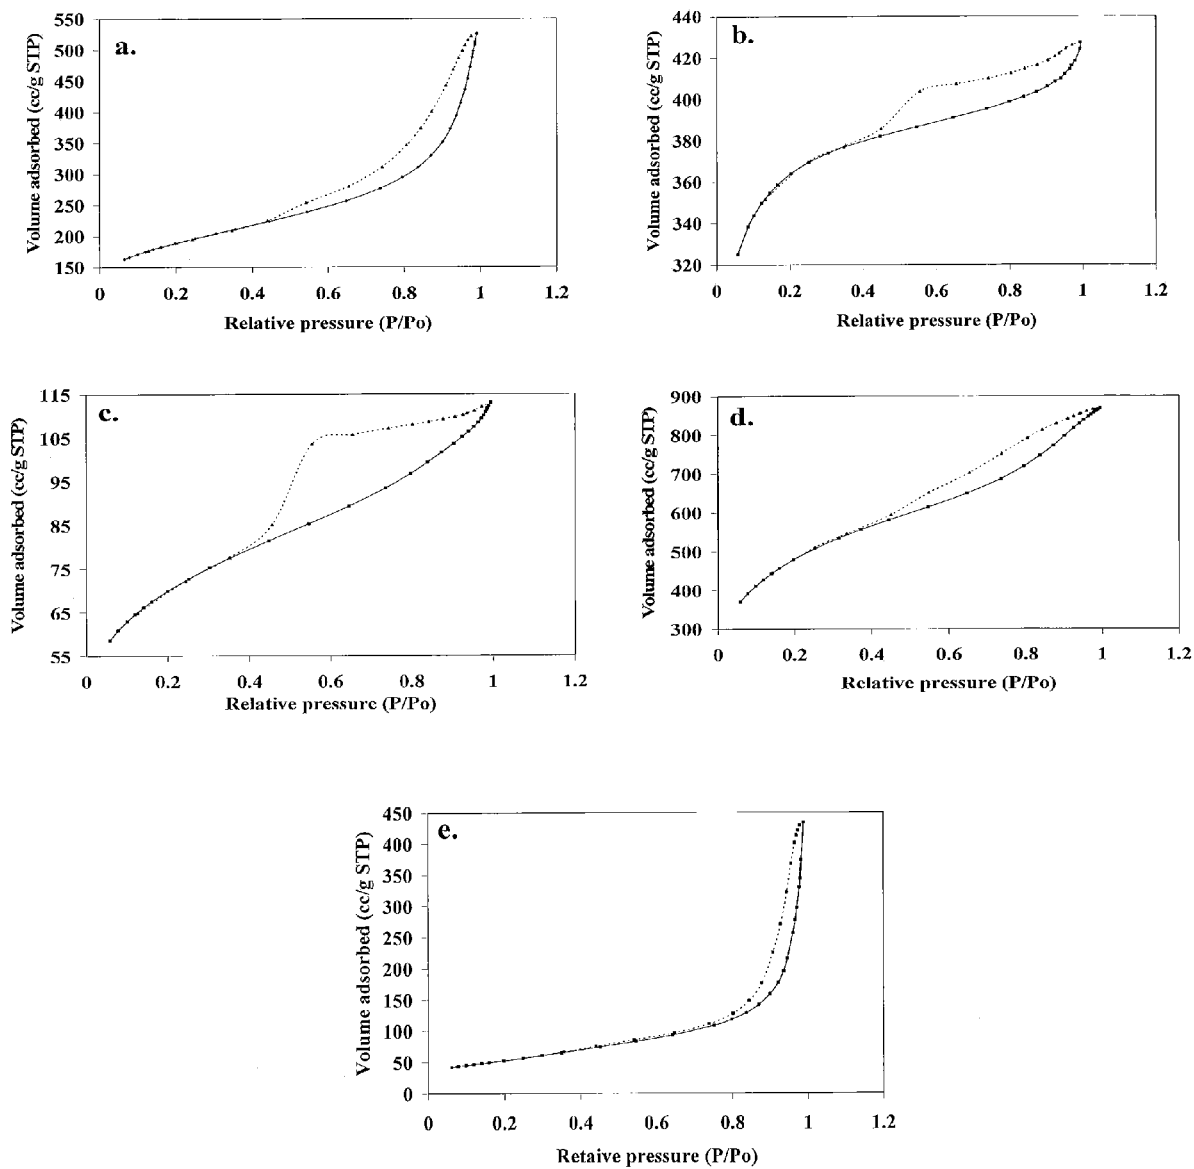 a.
Volume adsorbed (cc/g STP)
550
500
450
400
350
300
250
200
150
0 0.2 0.4 0.6 0.8 1 1.2
Relative pressure (P/Po)
b.
Volume adsorbed (cc/g STP)
440
420
400
380
360
340
320
0 0.2 0.4 0.6 0.8 1 1.2
Relative pressure (P/Po)
c.
Volume adsorbed (cc/g STP)
115
105
95
85
75
65
55
0 0.2 0.4 0.6 0.8 1 1.2
Relative pressure (P/Po)
d.
Volume adsorbed (cc/g STP)
900
800
700
600
500
400
300
0 0.2 0.4 0.6 0.8 1 1.2
Relative pressure (P/Po)
e.
Volume adsorbed (cc/g STP)
450
400
350
300
250
200
150
100
50
0
0 0.2 0.4 0.6 0.8 1 1.2
Retaive pressure (P/Po)